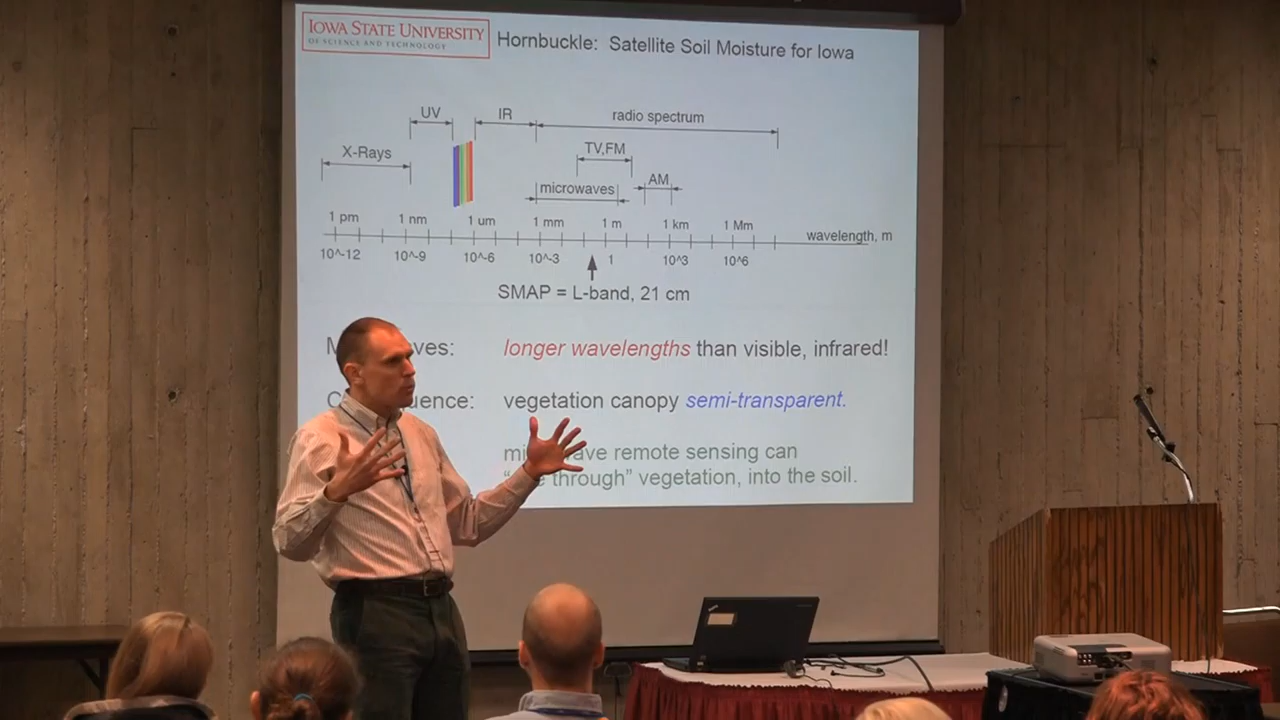 IOWA STATE UNIVERSITY
OF SCIENCE AND TECHNOLOGY
Hornbuckle: Satellite Soil Moisture for Iowa
UV
IR
radio spectrum
X-Rays
TV,FM
microwaves
AM
1 pm
1 nm
1 um
1 mm
1 m
1 km
1 Mm
wavelength, m
10^-12
10^-9
10^-6
10^-3
1
10^3
10^6
SMAP = L-band, 21 cm
longer wavelengths than visible, infrared!
vegetation canopy semi-transparent.
remote sensing can
through" vegetation, into the soil.